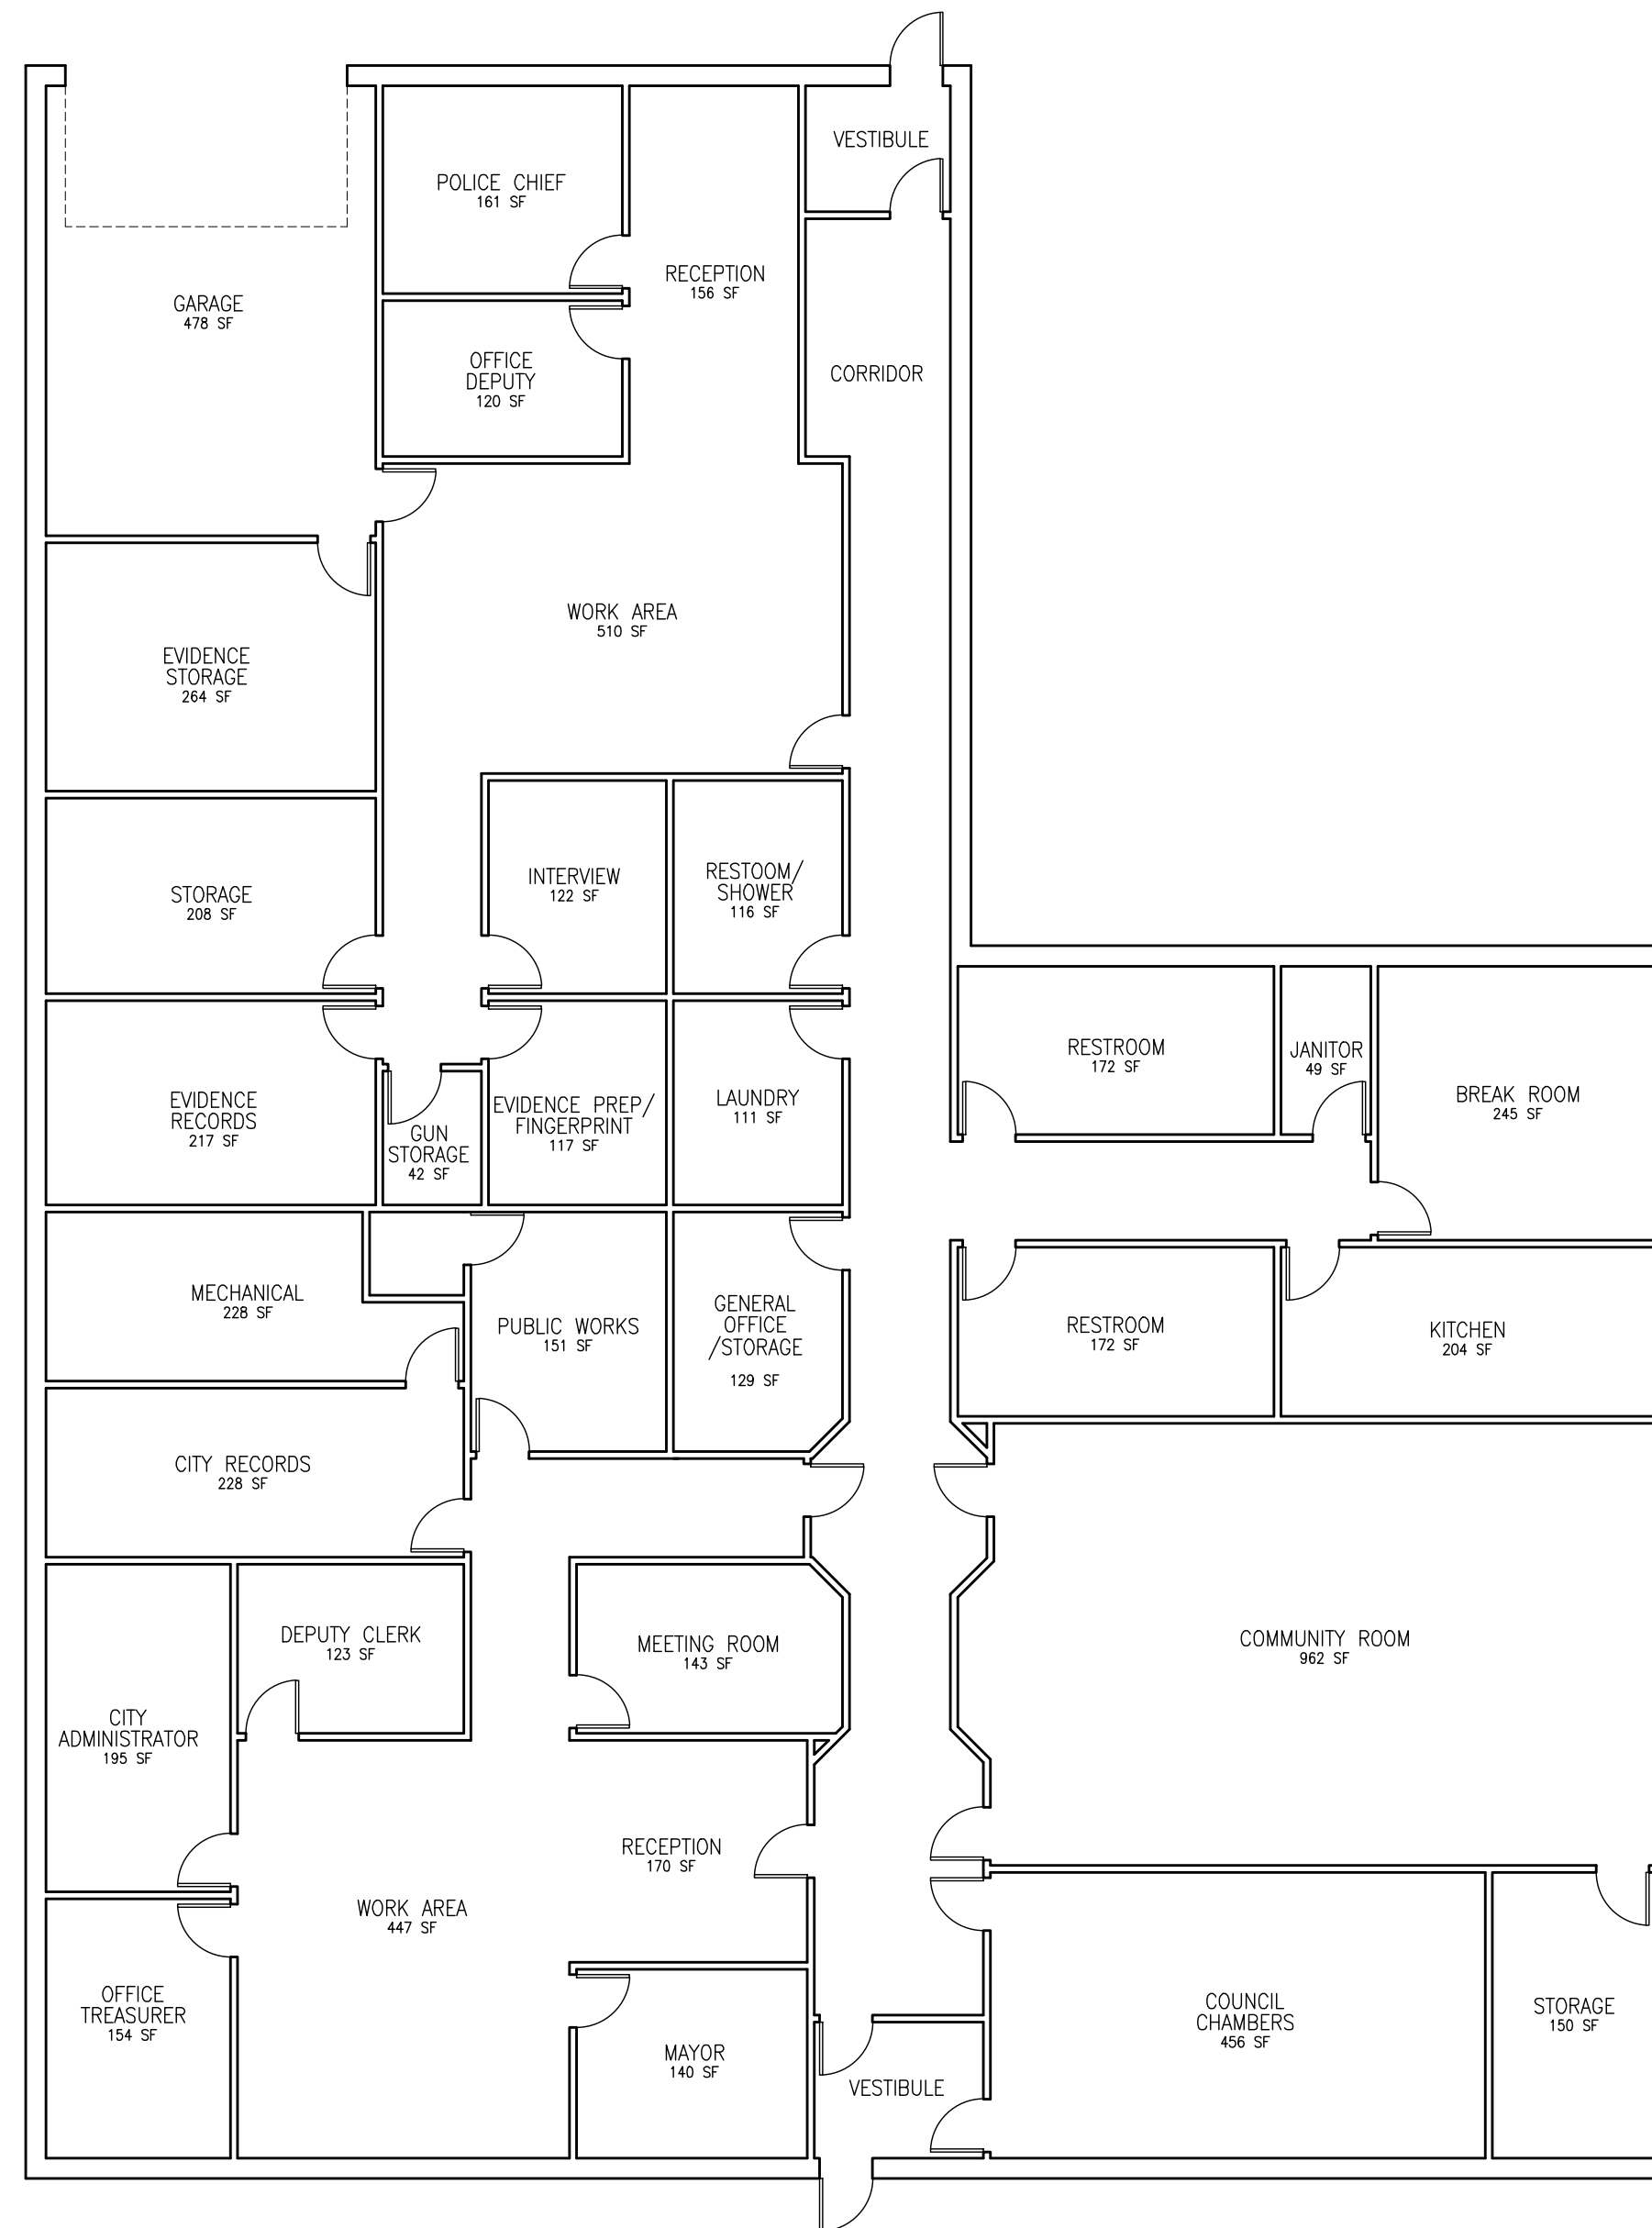 VESTIBULE
POLICE CHIEF
161 SF
RECEPTION
156 SF
GARAGE
478 SF
OFFICE
DEPUTY
120 SF
CORRIDOR
WORK AREA
510 SF
EVIDENCE
STORAGE
264 SF
STORAGE
208 SF
INTERVIEW
122 SF
RESTOOM/
SHOWER
116 SF
RESTROOM
172 SF
JANITOR
49 SF
BREAK ROOM
245 SF
EVIDENCE
RECORDS
217 SF
GUN
STORAGE
42 SF
EVIDENCE PREP/
FINGERPRINT
117 SF
LAUNDRY
111 SF
MECHANICAL
228 SF
PUBLIC WORKS
151 SF
GENERAL
OFFICE
/STORAGE
129 SF
RESTROOM
172 SF
KITCHEN
204 SF
CITY RECORDS
228 SF
DEPUTY CLERK
123 SF
MEETING ROOM
143 SF
COMMUNITY ROOM
962 SF
CITY
ADMINISTRATOR
195 SF
RECEPTION
170 SF
WORK AREA
447 SF
OFFICE
TREASURER
154 SF
MAYOR
140 SF
VESTIBULE
COUNCIL
CHAMBERS
456 SF
STORAGE
150 SF